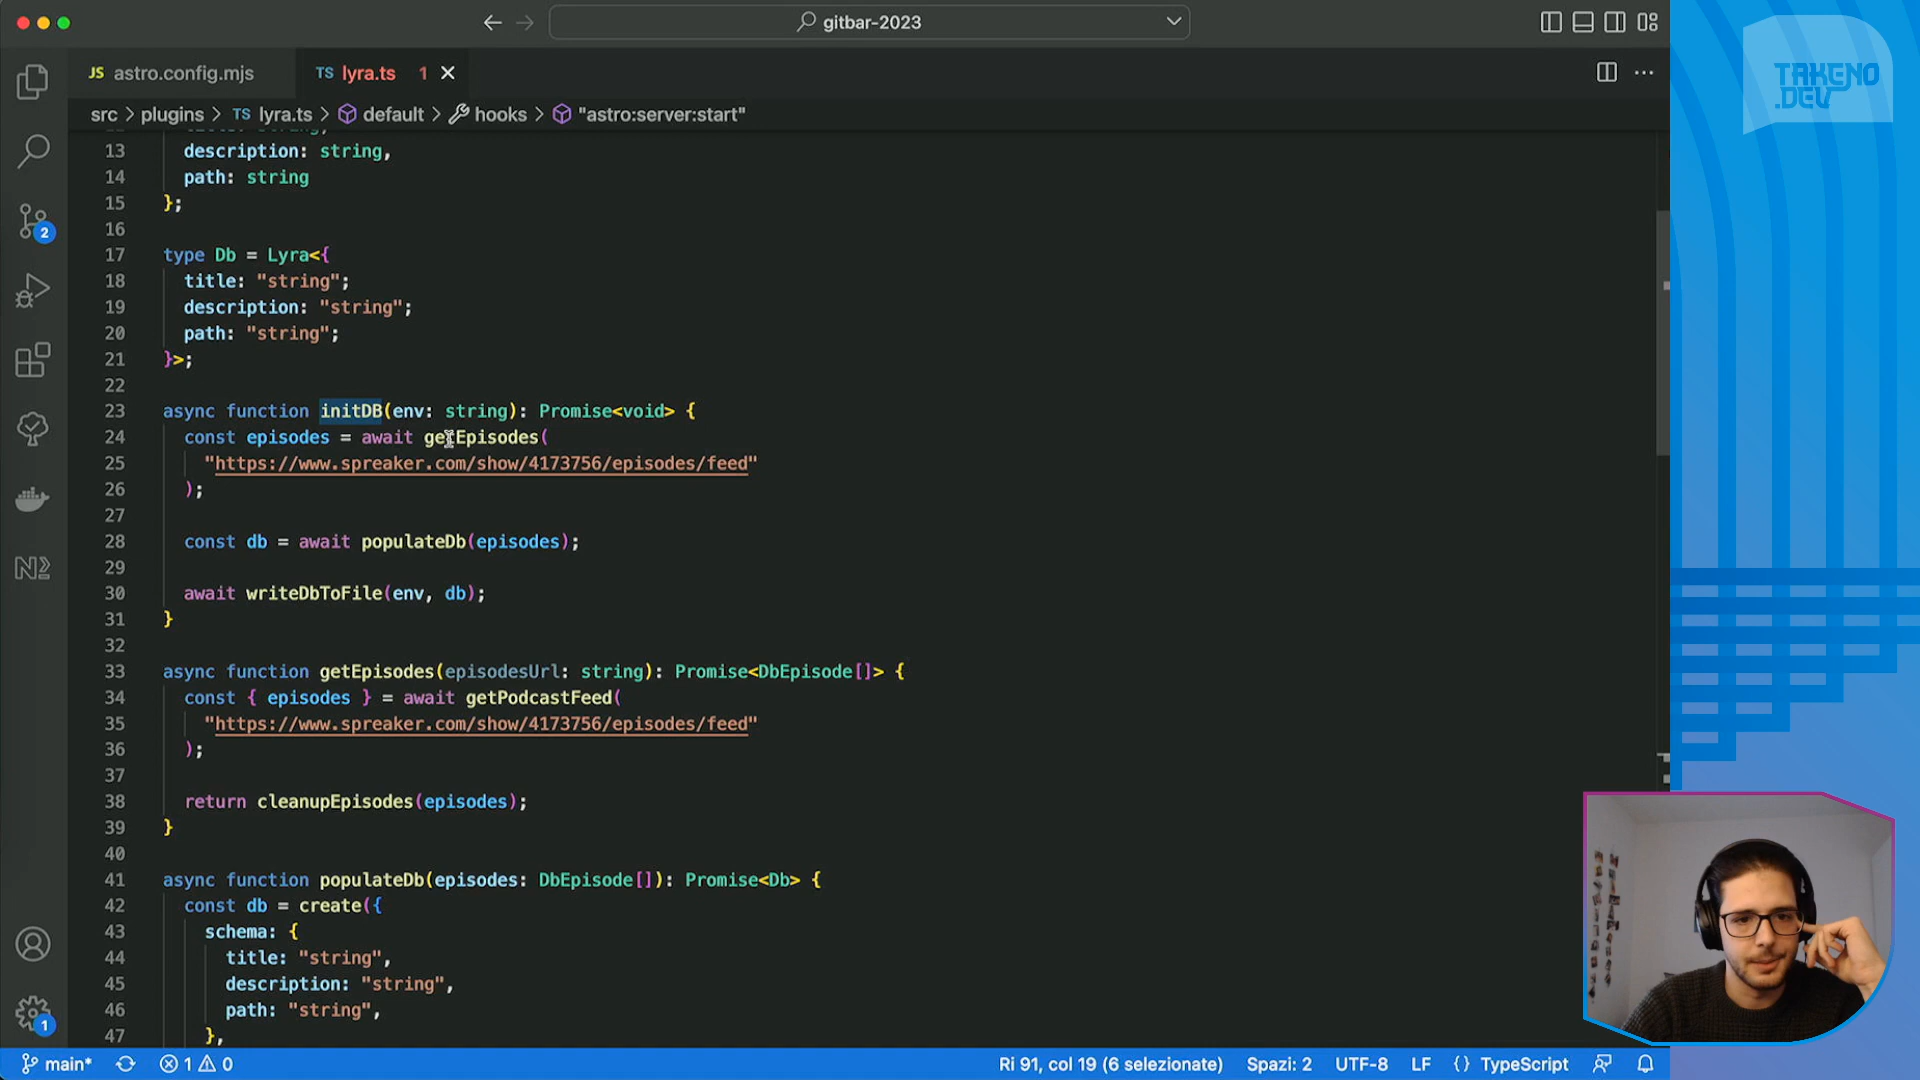 gitbar-2023
JS astro.config.mjs
TS lyra.ts 1
src > plugins > TS lyra.ts > default > hooks > "astro:server:start"
13 description: string,
14 path: string
15 };
16
17 type Db = Lyra<{
18 title: "string";
19 description: "string";
20 path: "string";
21 }>;
22
23 async function initDB(env: string): Promise<void> {
24 const episodes = await getEpisodes(
25 "https://www.spreaker.com/show/4173756/episodes/feed"
26 );
27
28 const db = await populateDb(episodes);
29
30 await writeDbToFile(env, db);
31 }
32
33 async function getEpisodes(episodesUrl: string): Promise<DbEpisode[]> {
34 const { episodes } = await getPodcastFeed(
35 "https://www.spreaker.com/show/4173756/episodes/feed"
36 );
37
38 return cleanupEpisodes(episodes);
39 }
40
41 async function populateDb(episodes: DbEpisode[]): Promise<Db> {
42 const db = create({
43 schema: {
44 title: "string",
45 description: "string",
46 path: "string",
47 },
2
1
main* 1 0 Ri 91, col 19 (6 selezionate) Spazi: 2 UTF-8 LF {} TypeScript
TAKENO
.DEV